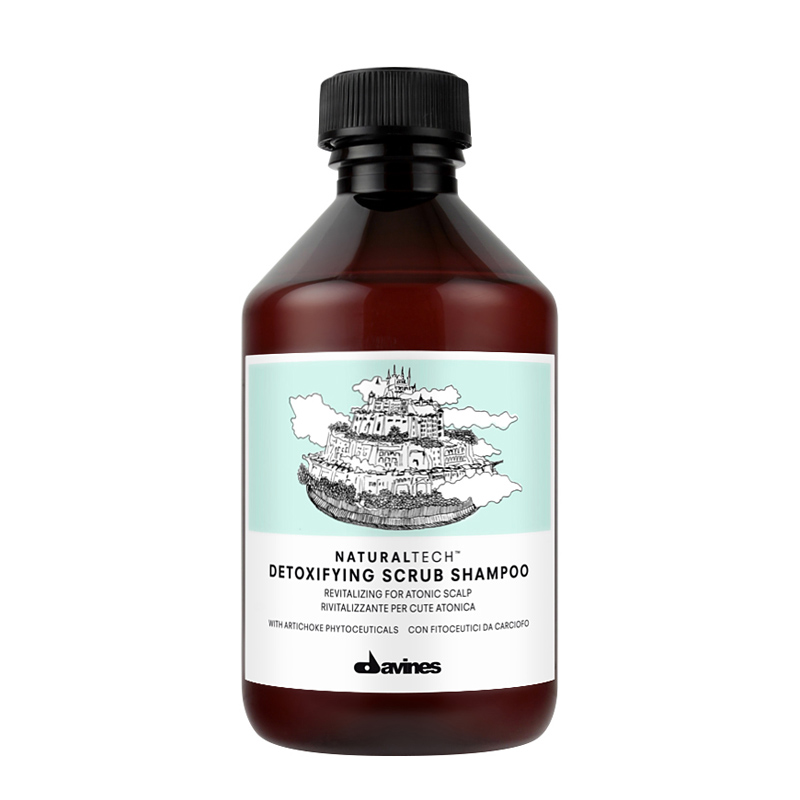 NATURALTECH™
DETOXIFYING SCRUB SHAMPOO
REVITALIZING FOR ATONIC SCALP
RIVITALIZZANTE PER CUTE ATONICA
WITH ARTICHOKE PHYTOCEUTICALS CON FITOCEUTICI DA CARCIOFO
davines